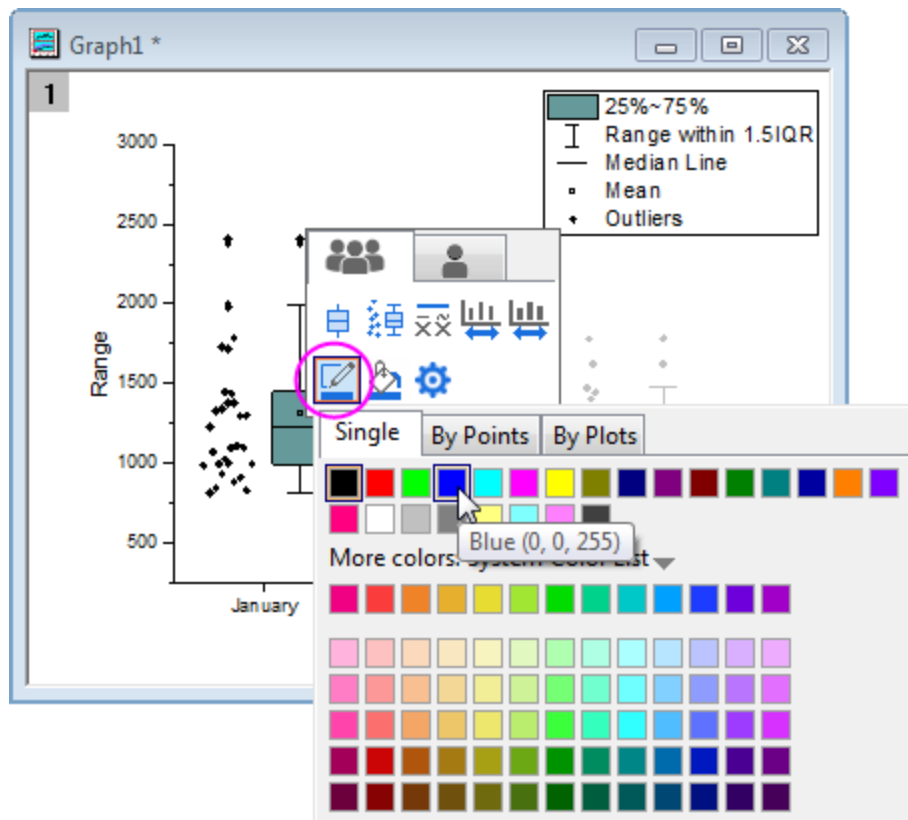 Graph1 *
1
25%~75%
Range within 1.5IQR
Median Line
Mean
Outliers
3000
2500
2000
1500
1000
500
Range
January
Single
By Points
By Plots
Blue (0, 0, 255)
More colors: System Color List